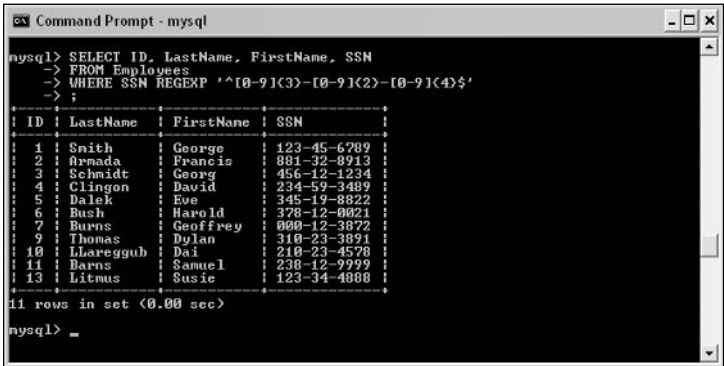 Command Prompt - mysql
mysql> SELECT ID, LastName, FirstName, SSN
    -> FROM Employees
    -> WHERE SSN REGEXP '^[0-9]{3}-[0-9]{2}-[0-9]{4}$'
    -> ;
| ID | LastName | FirstName | SSN |
| 1 | Smith | George | 123-45-6789 |
| 2 | Armada | Francis | 881-32-8913 |
| 3 | Schmidt | Georg | 456-12-1234 |
| 4 | Clingon | David | 234-59-3489 |
| 5 | Dalek | Eve | 345-19-8822 |
| 6 | Bush | Harold | 378-12-0021 |
| 7 | Burns | Geoffrey | 000-12-3872 |
| 9 | Thomas | Dylan | 310-23-3891 |
| 10 | LLareggub | Dai | 210-23-4578 |
| 11 | Barns | Samuel | 238-12-9999 |
| 13 | Litmus | Susie | 123-34-4888 |
11 rows in set (0.00 sec)
mysql> _